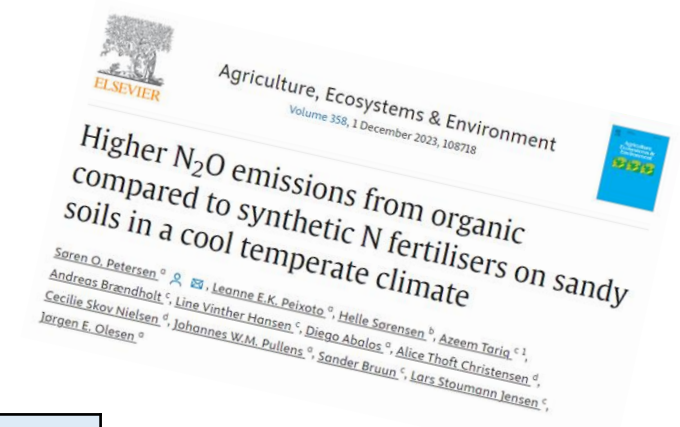 ELSEVIER
Agriculture, Ecosystems & Environment
Volume 358, 1 December 2023, 108718
Agriculture
Ecosystems &
Environment
Higher N₂O emissions from organic
compared to synthetic N fertilisers on sandy
soils in a cool temperate climate
Søren O. Petersen ᵃ, Leanne E.K. Peixoto ᵃ, Helle Sørensen ᵇ, Azeem Tariq ᶜ ¹,
Andreas Brændholt ᶜ, Line Vinther Hansen ᶜ, Diego Abalos ᵃ, Alice Thoft Christensen ᵈ,
Cecilie Skov Nielsen ᵈ, Johannes W.M. Pullens ᵃ, Sander Bruun ᶜ, Lars Stoumann Jensen ᶜ,
Jørgen E. Olesen ᵃ